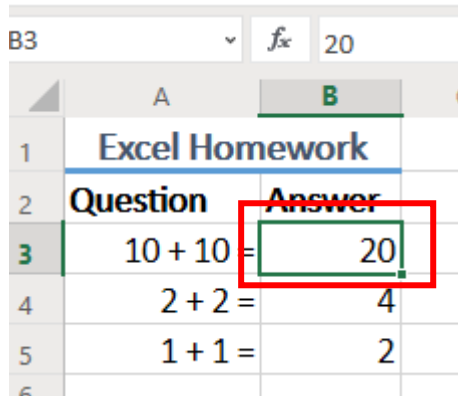 B3 fx 20
A B
1 Excel Homework
2 Question Answer
3 10 + 10 = 20
4 2 + 2 = 4
5 1 + 1 = 2
6